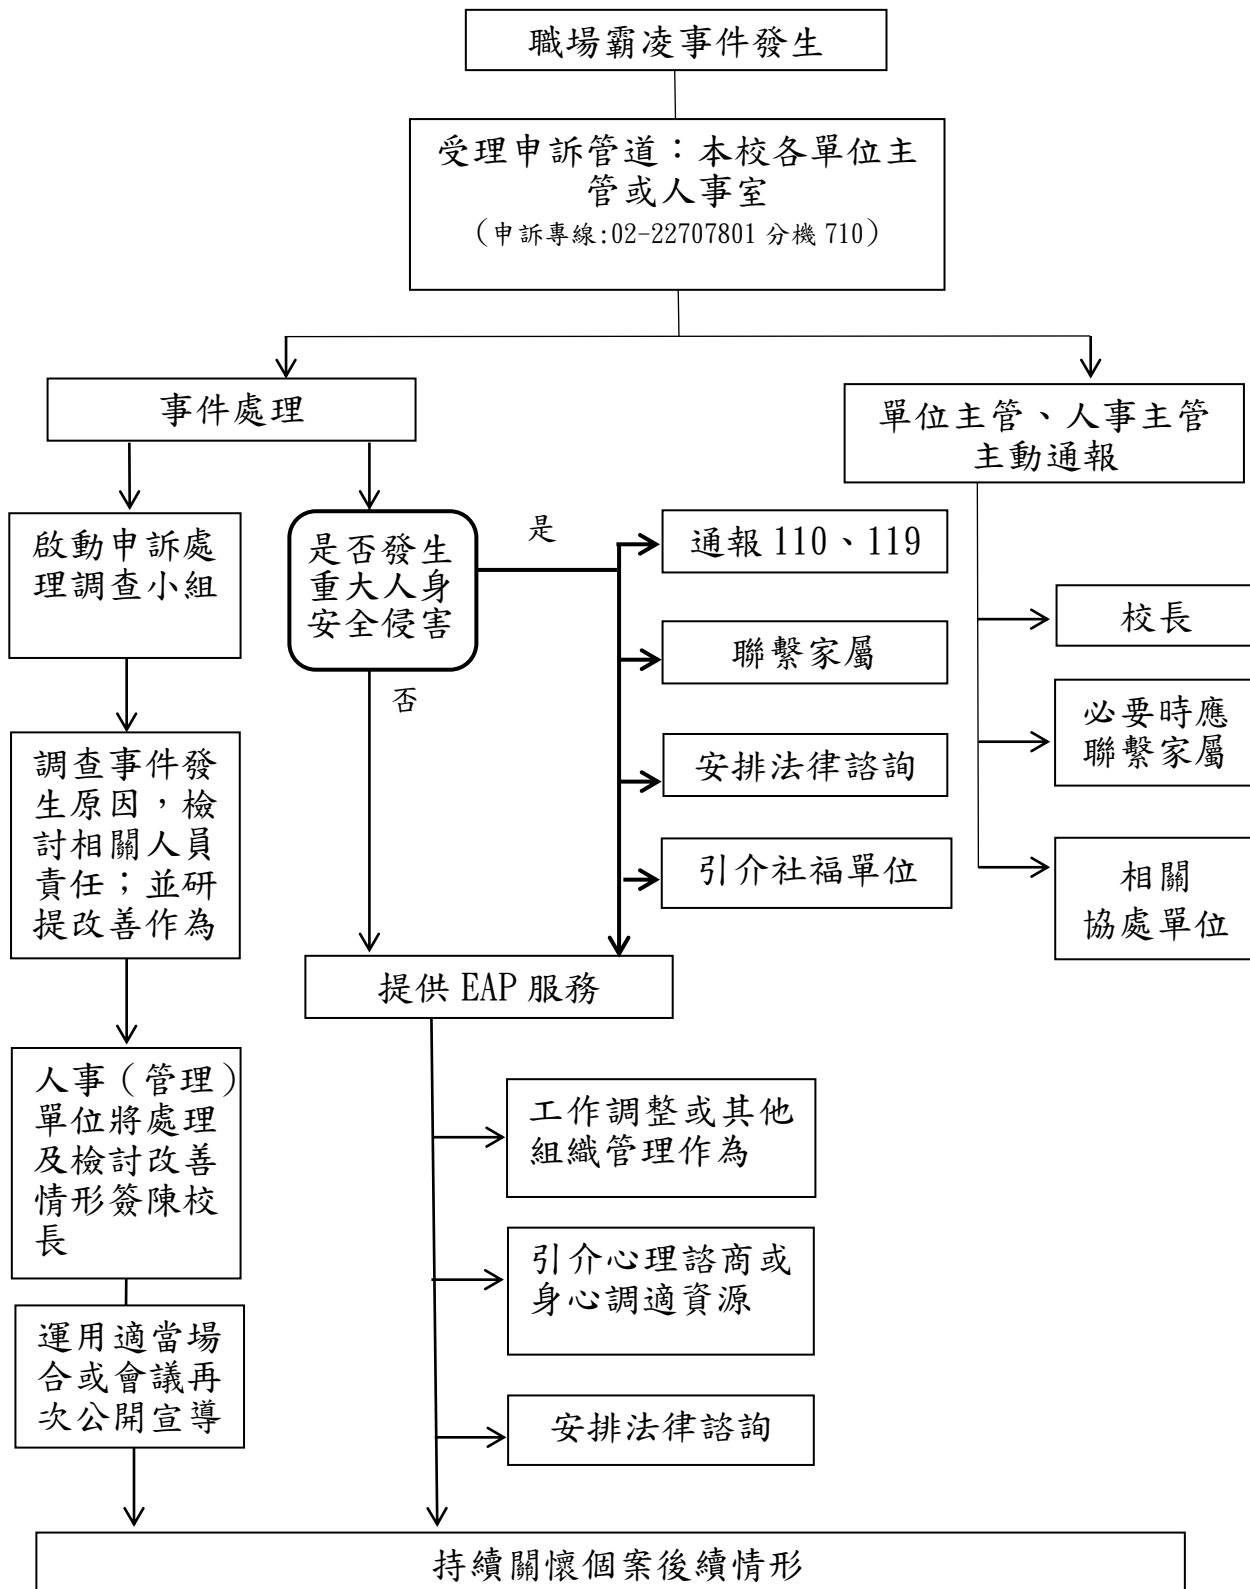 職場霸凌事件發生
受理申訴管道：本校各單位主
管或人事室
（申訴專線:02-22707801 分機 710）
事件處理
單位主管、人事主管
主動通報
啟動申訴處
理調查小組
是否發生
重大人身
安全侵害
是
否
通報 110、119
聯繫家屬
安排法律諮詢
引介社福單位
校長
必要時應
聯繫家屬
相關
協處單位
調查事件發
生原因，檢
討相關人員
責任；並研
提改善作為
提供 EAP 服務
人事（管理）
單位將處理
及檢討改善
情形簽陳校
長
工作調整或其他
組織管理作為
引介心理諮商或
身心調適資源
運用適當場
合或會議再
次公開宣導
安排法律諮詢
持續關懷個案後續情形